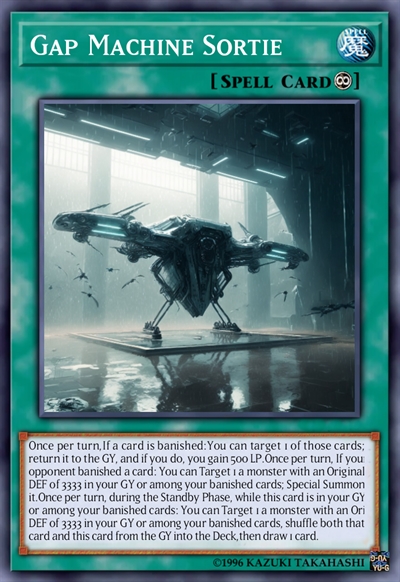 GAP MACHINE SORTIE
魔
[SPELL CARD]
Once per turn,If a card is banished:You can target 1 of those cards;
return it to the GY, and if you do, you gain 500 LP.Once per turn, If you
opponent banished a card: You can Target 1 a monster with an Original
DEF of 3333 in your GY or among your banished cards; Special Summon
it.Once per turn, during the Standby Phase, while this card is in your GY
or among your banished cards: You can Target 1 a monster with an Ori
DEF of 3333 in your GY or among your banished cards, shuffle both that
card and this card from the GY into the Deck,then draw 1 card.
©1996 KAZUKI TAKAHASHI